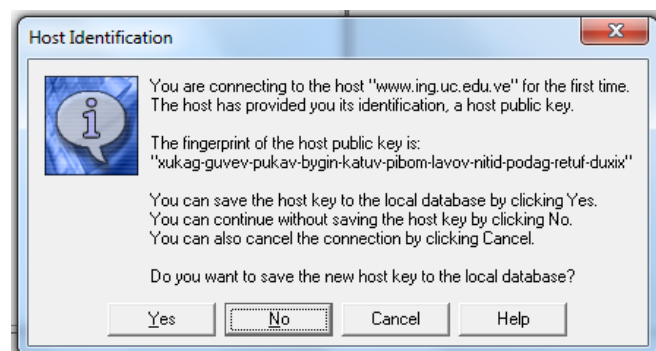 Host Identification
You are connecting to the host "www.ing.uc.edu.ve" for the first time.
The host has provided you its identification, a host public key.
The fingerprint of the host public key is:
"xukag-guvev-pukav-bygin-katuv-pibom-lavov-nitid-podag-retuf-duxix"
You can save the host key to the local database by clicking Yes.
You can continue without saving the host key by clicking No.
You can also cancel the connection by clicking Cancel.
Do you want to save the new host key to the local database?
Yes No Cancel Help